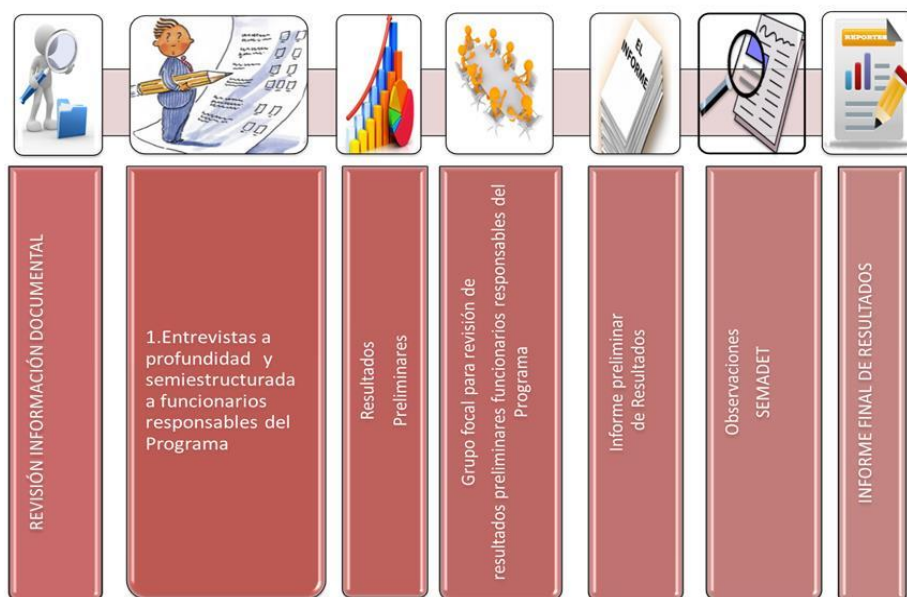 EL
INFORME
REPORTER
REVISIÓN INFORMACIÓN DOCUMENTAL
1.Entrevistas a
profundidad y
semiestructurada
a funcionarios
responsables del
Programa
Resultados
Preliminares
Grupo focal para revisión de
resultados preliminares funcionarios responsables del
Programa
Informe preliminar
de Resultados
Observaciones
SEMADET
INFORME FINAL DE RESULTADOS